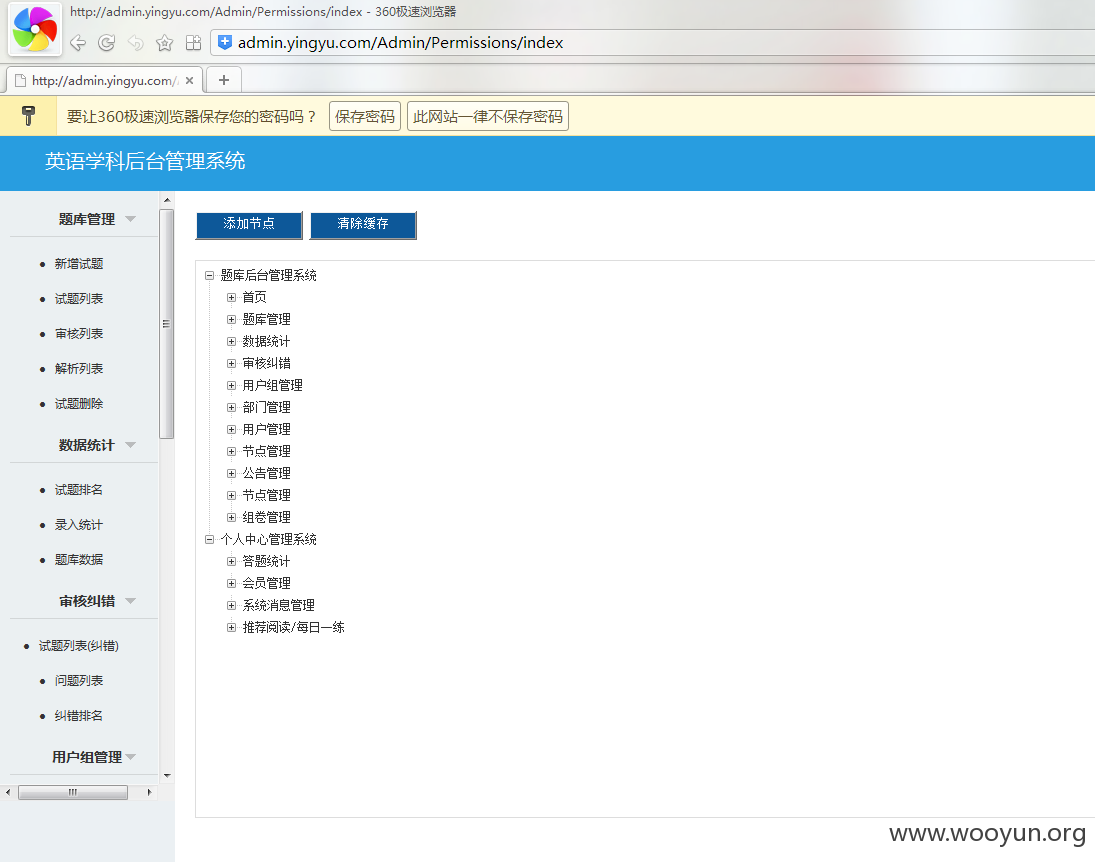 http://admin.yingyu.com/Admin/Permissions/index - 360极速浏览器
admin.yingyu.com/Admin/Permissions/index
http://admin.yingyu.com/
要让360极速浏览器保存您的密码吗？ 保存密码 此网站一律不保存密码
英语学科后台管理系统
题库管理
新增试题
试题列表
审核列表
解析列表
试题删除
数据统计
试题排名
录入统计
题库数据
审核纠错
试题列表(纠错)
问题列表
纠错排名
用户组管理
添加节点 清除缓存
题库后台管理系统
首页
题库管理
数据统计
审核纠错
用户组管理
部门管理
用户管理
节点管理
公告管理
节点管理
组卷管理
个人中心管理系统
答题统计
会员管理
系统消息管理
推荐阅读/每日一练
www.wooyun.org